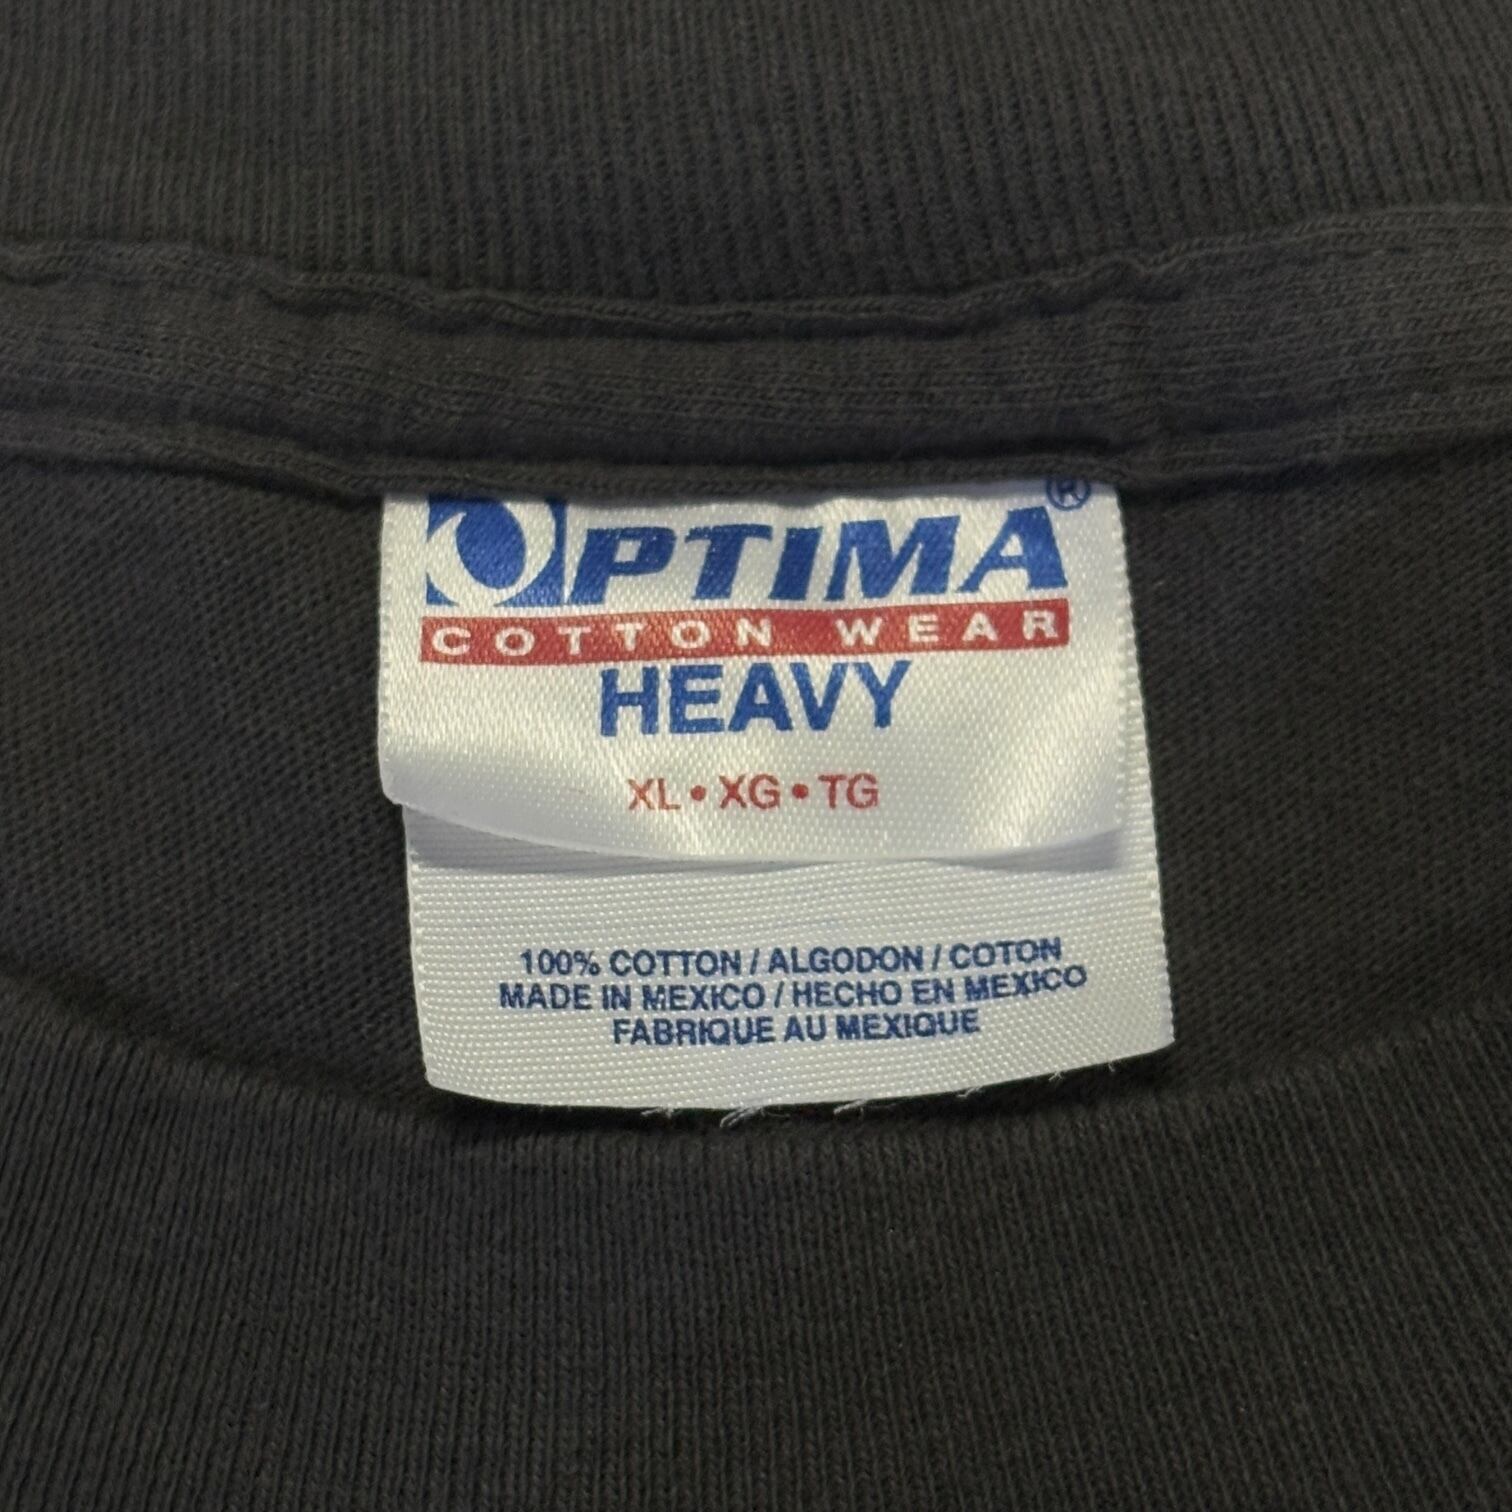 OPTIMA®
COTTON WEAR
HEAVY
XL • XG • TG
100% COTTON / ALGODON / COTON
MADE IN MEXICO / HECHO EN MEXICO
FABRIQUE AU MEXIQUE